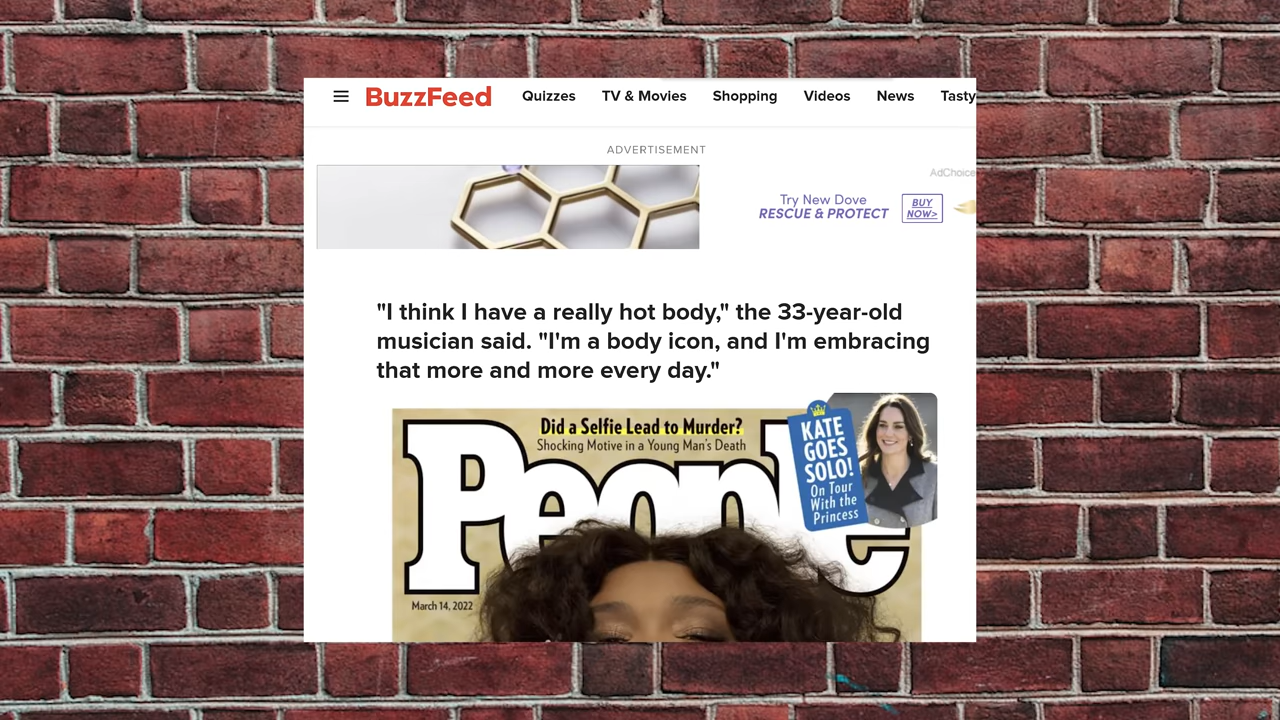 BuzzFeed Quizzes TV & Movies Shopping Videos News Tasty
ADVERTISEMENT
AdChoice
Try New Dove
RESCUE & PROTECT
BUY
NOW>
"I think I have a really hot body," the 33-year-old
musician said. "I'm a body icon, and I'm embracing
that more and more every day."
Did a Selfie Lead to Murder?
Shocking Motive in a Young Man's Death
People
KATE
GOES
SOLO!
On Tour
With the
Princess
March 14, 2022